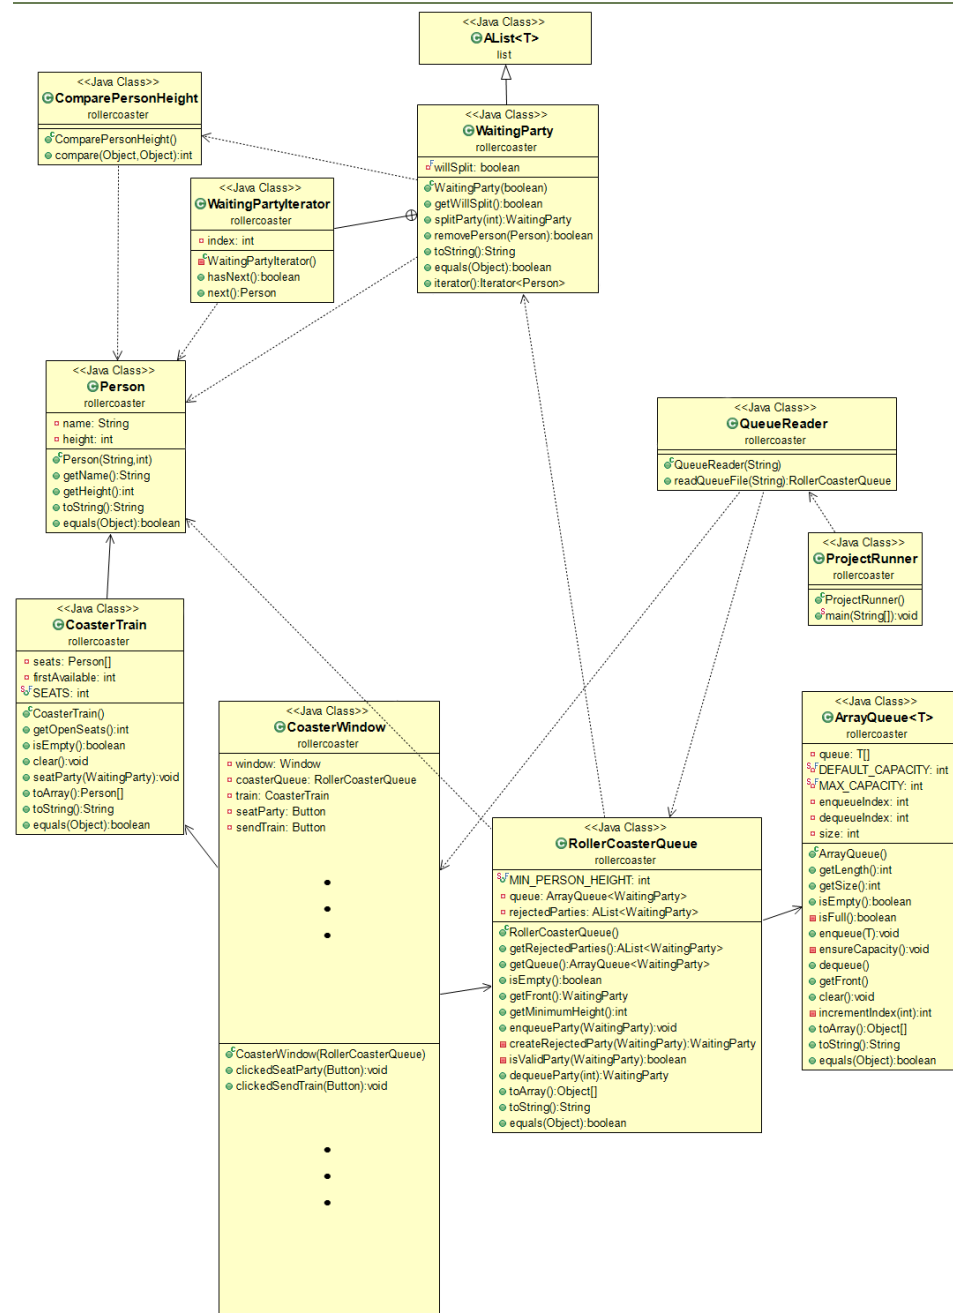 <<Java Class>>
AList<T>
list
<<Java Class>>
ComparePersonHeight
rollercoaster
ComparePersonHeight()
compare(Object,Object):int
<<Java Class>>
WaitingParty
rollercoaster
willSplit: boolean
WaitingParty(boolean)
getWillSplit():boolean
splitParty(int):WaitingParty
removePerson(Person):boolean
toString():String
equals(Object):boolean
iterator():Iterator<Person>
<<Java Class>>
WaitingPartyIterator
rollercoaster
index: int
WaitingPartyIterator()
hasNext():boolean
next():Person
<<Java Class>>
Person
rollercoaster
name: String
height: int
Person(String,int)
getName():String
getHeight():int
toString():String
equals(Object):boolean
<<Java Class>>
QueueReader
rollercoaster
QueueReader(String)
readQueueFile(String):RollerCoasterQueue
<<Java Class>>
ProjectRunner
rollercoaster
ProjectRunner()
main(String[]):void
<<Java Class>>
CoasterTrain
rollercoaster
seats: Person[]
firstAvailable: int
SEATS: int
CoasterTrain()
getOpenSeats():int
isEmpty():boolean
clear():void
seatParty(WaitingParty):void
toArray():Person[]
toString():String
equals(Object):boolean
<<Java Class>>
CoasterWindow
rollercoaster
window: Window
coasterQueue: RollerCoasterQueue
train: CoasterTrain
seatParty: Button
sendTrain: Button
CoasterWindow(RollerCoasterQueue)
clickedSeatParty(Button):void
clickedSendTrain(Button):void
<<Java Class>>
RollerCoasterQueue
rollercoaster
MIN_PERSON_HEIGHT: int
queue: ArrayQueue<WaitingParty>
rejectedParties: AList<WaitingParty>
RollerCoasterQueue()
getRejectedParties():AList<WaitingParty>
getQueue():ArrayQueue<WaitingParty>
isEmpty():boolean
getFront():WaitingParty
getMinimumHeight():int
enqueueParty(WaitingParty):void
createRejectedParty(WaitingParty):WaitingParty
isValidParty(WaitingParty):boolean
dequeueParty(int):WaitingParty
toArray():Object[]
toString():String
equals(Object):boolean
<<Java Class>>
ArrayQueue<T>
rollercoaster
queue: T[]
DEFAULT_CAPACITY: int
MAX_CAPACITY: int
enqueueIndex: int
dequeueIndex: int
size: int
ArrayQueue()
getLength():int
getSize():int
isEmpty():boolean
isFull():boolean
enqueue(T):void
ensureCapacity():void
dequeue()
getFront()
clear():void
incrementIndex(int):int
toArray():Object[]
toString():String
equals(Object):boolean